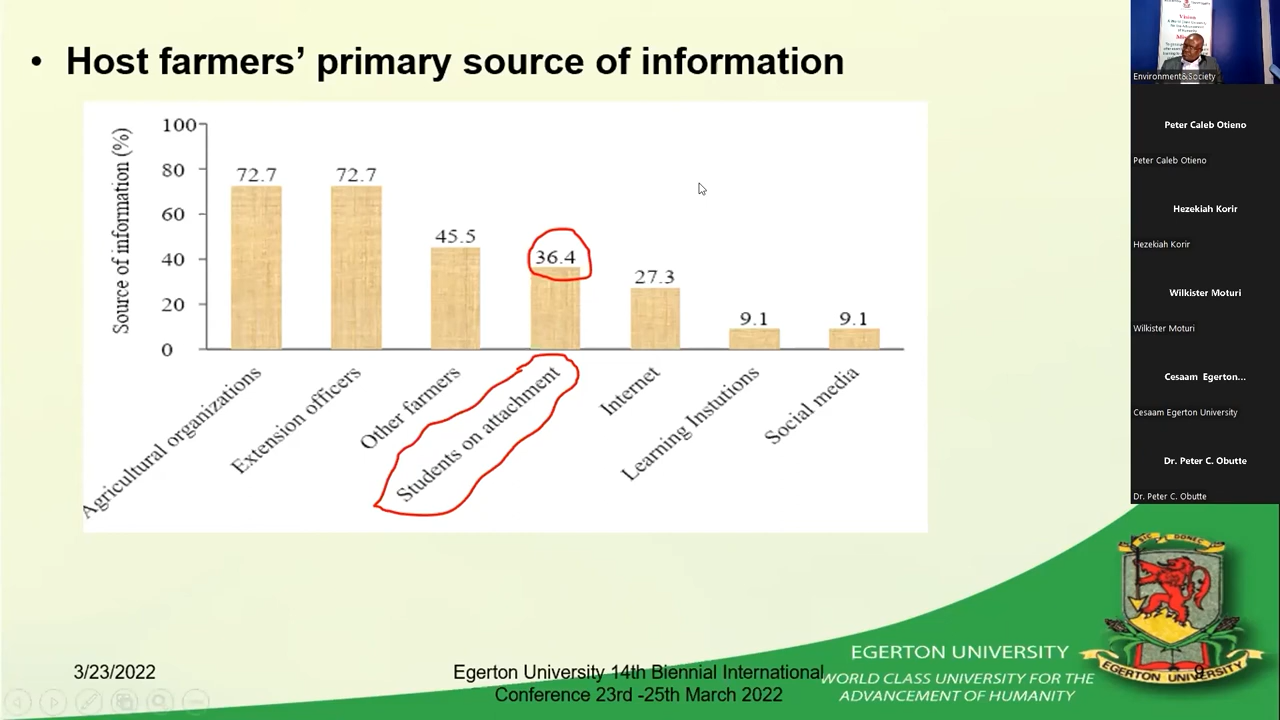 • Host farmers’ primary source of information
Source of information (%)
100
80
60
40
20
0
72.7
72.7
45.5
36.4
27.3
9.1
9.1
Agricultural organizations
Extension officers
Other farmers
Students on attachment
Internet
Learning Instutions
Social media
3/23/2022
Egerton University 14th Biennial International
Conference 23rd -25th March 2022
9
EGERTON UNIVERSITY
WORLD CLASS UNIVERSITY FOR THE
ADVANCEMENT OF HUMANITY
SIC DONEC
EGERTON UNIVERSITY
Vision
Environment&Society
Peter Caleb Otieno
Peter Caleb Otieno
Hezekiah Korir
Hezekiah Korir
Wilkister Moturi
Wilkister Moturi
Cesaam Egerton...
Cesaam Egerton University
Dr. Peter C. Obutte
Dr. Peter C. Obutte